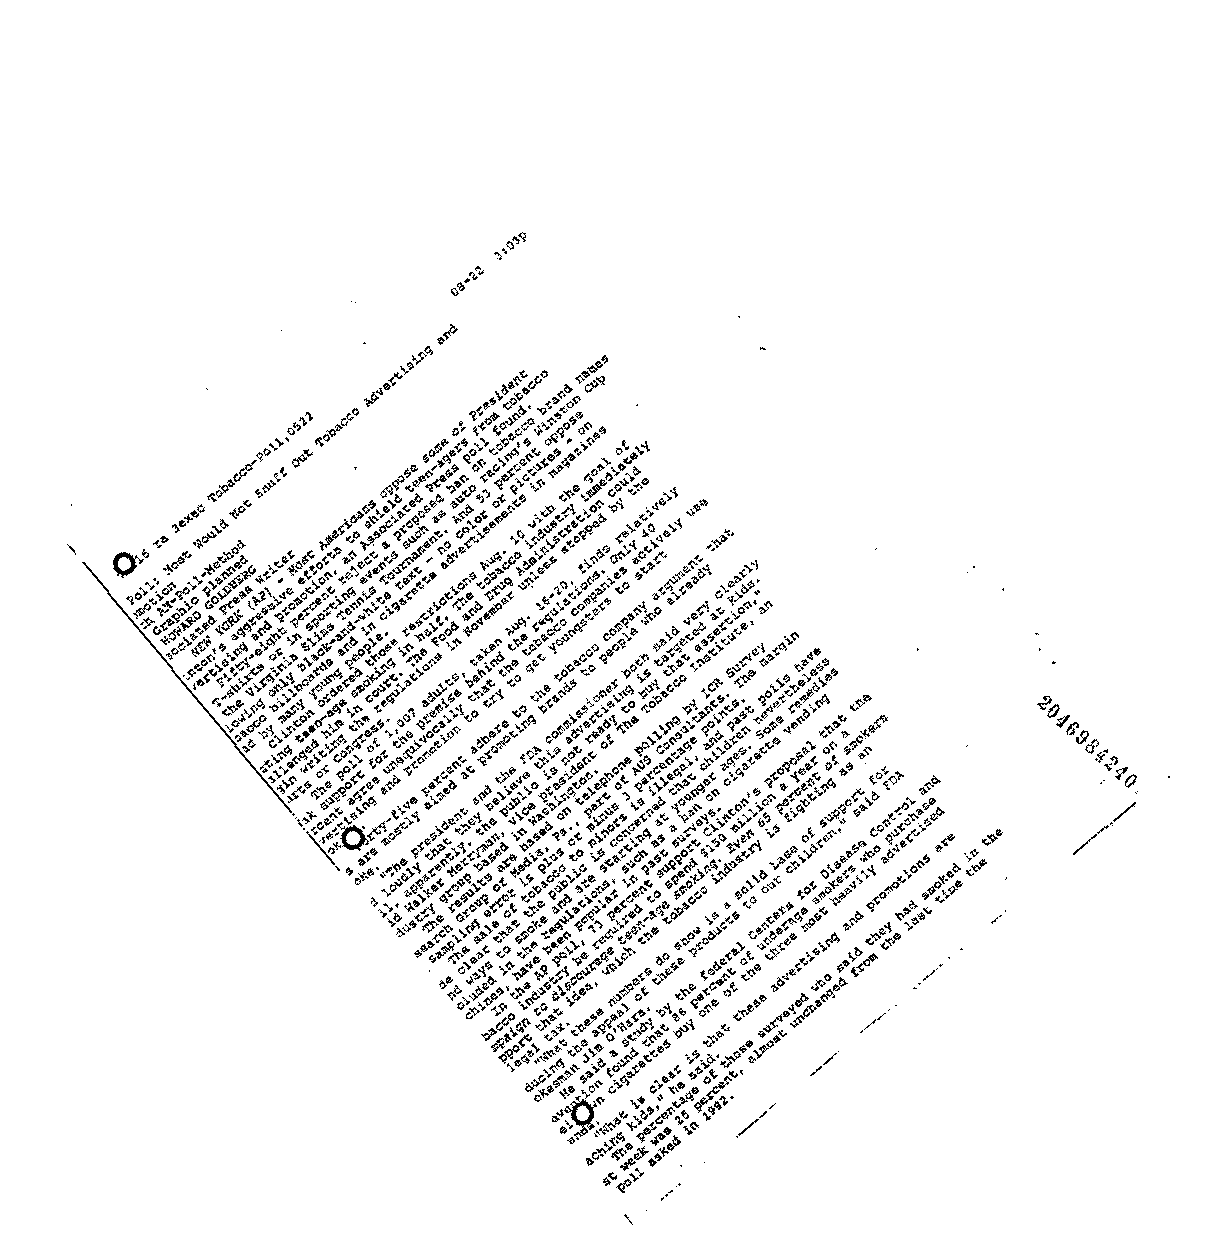 16 ra 3exec Tobacco-Poll,0522
08-22 3:03p
Poll: Most Would Not Snuff Out Tobacco Advertising and
motion
ch AM-Poll-Method
Graphic planned
HOWARD GOLDBERG
sociated Press Writer
NEW YORK (AP) - Most Americans oppose some of President
inton's aggressive efforts to shield teen-agers from tobacco
vertising and promotion, an Associated Press poll found.
Fifty-eight percent reject a proposed ban on tobacco brand names
T-shirts or in sporting events such as auto racing's Winston Cup
the Virginia Slims Tennis Tournament. And 53 percent oppose
lowing only black-and-white text - no color or pictures - on
bacco billboards and in cigarette advertisements in magazines
ad by many young people.
Clinton ordered those restrictions Aug. 10 with the goal of
tting teen-age smoking in half. The tobacco industry immediately
allenged him in court. The Food and Drug Administration could
gin writing the regulations in November unless stopped by the
urts or Congress.
The poll of 1,007 adults, taken Aug. 16-20, finds relatively
ak support for the premise behind the regulations. Only 40
rcent agree unequivocally that the tobacco companies actively use
vertising and promotion to try to get youngsters to start
oking.
Forty-five percent adhere to the tobacco company argument that
s are mostly aimed at promoting brands to people who already
oke.
"The president and the FDA commissioner both said very clearly
d loudly that they believe this advertising is targeted at kids.
ll, apparently, the public is not ready to buy that assertion,"
id Walker Merryman, vice president of The Tobacco Institute, an
dustry group based in Washington.
The results are based on telephone polling by ICR Survey
search Group of Media, Pa., part of AUS Consultants. The margin
sampling error is plus or minus 3 percentage points.
The sale of tobacco to minors is illegal, and past polls have
de clear that the public is concerned that children nevertheless
nd ways to smoke and are starting at younger ages. Some remedies
cluded in the regulations, such as a ban on cigarette vending
chines, have been popular in past surveys.
In the AP poll, 73 percent support Clinton's proposal that the
bacco industry be required to spend $150 million a year on a
mpaign to discourage teen-age smoking. Even 65 percent of smokers
pport that idea, which the tobacco industry is fighting as an
legal tax.
"What these numbers do show is a solid base of support for
ducing the appeal of these products to our children," said FDA
okesman Jim O'Hara.
He said a study by the federal Centers for Disease Control and
evention found that 86 percent of underage smokers who purchase
eir own cigarettes buy one of the three most heavily advertised
ands.
"What is clear is that these advertising and promotions are
aching kids," he said.
The percentage of those surveyed who said they had smoked in the
st week was 25 percent, almost unchanged from the last time the
poll asked in 1992.
2046984240